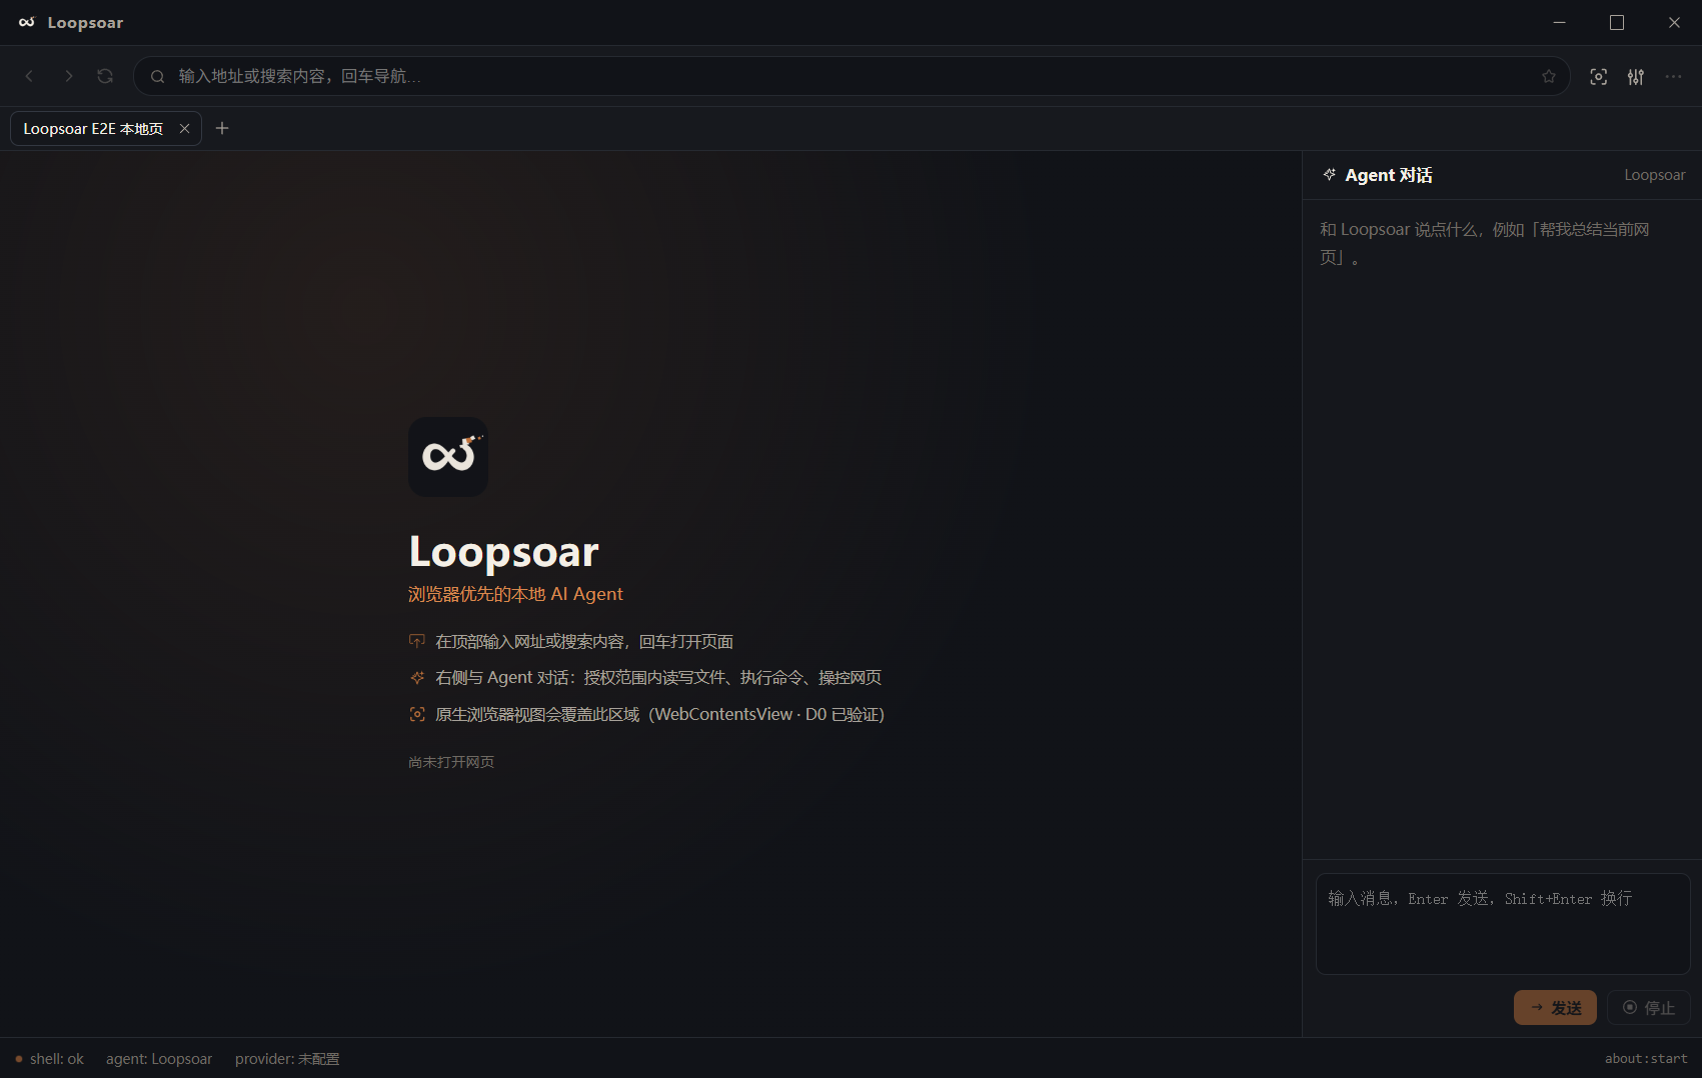 Loopsoar
输入地址或搜索内容，回车导航...
Loopsoar E2E 本地页
Agent 对话
Loopsoar
和 Loopsoar 说点什么，例如「帮我总结当前网
页」。
Loopsoar
浏览器优先的本地 AI Agent
在顶部输入网址或搜索内容，回车打开页面
右侧与 Agent 对话：授权范围内读写文件、执行命令、操控网页
原生浏览器视图会覆盖此区域（WebContentsView · D0 已验证）
尚未打开网页
输入消息，Enter 发送，Shift+Enter 换行
发送
停止
shell: ok
agent: Loopsoar
provider: 未配置
about:start